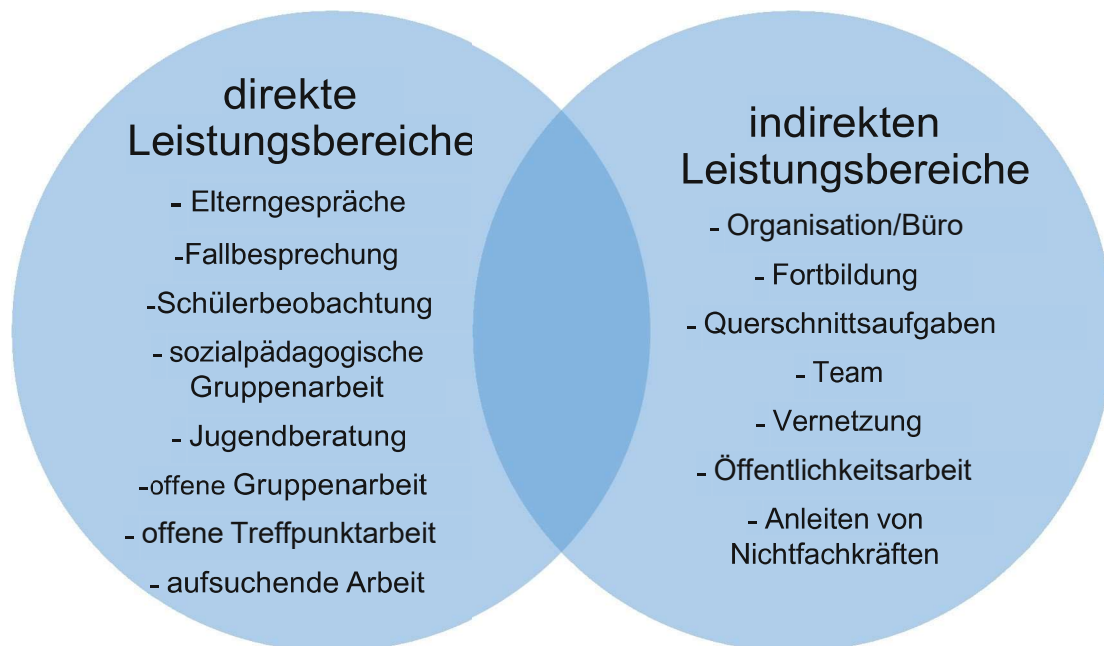 direkte
Leistungsbereiche
- Elterngespräche
-Fallbesprechung
-Schülerbeobachtung
- sozialpädagogische
Gruppenarbeit
- Jugendberatung
-offene Gruppenarbeit
- offene Treffpunktarbeit
- aufsuchende Arbeit
indirekten
Leistungsbereiche
- Organisation/Büro
- Fortbildung
- Querschnittsaufgaben
- Team
- Vernetzung
- Öffentlichkeitsarbeit
- Anleiten von
Nichtfachkräften